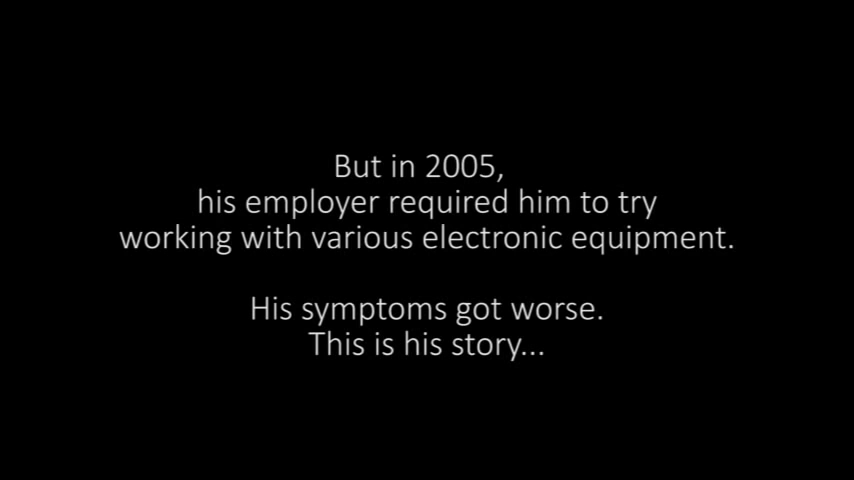 But in 2005,
his employer required him to try
working with various electronic equipment.
His symptoms got worse.
This is his story...